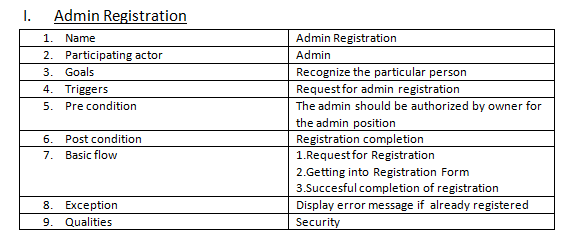 I. Admin Registration
1. Name Admin Registration
2. Participating actor Admin
3. Goals Recognize the particular person
4. Triggers Request for admin registration
5. Pre condition The admin should be authorized by owner for
the admin position
6. Post condition Registration completion
7. Basic flow 1.Request for Registration
2.Getting into Registration Form
3.Succesful completion of registration
8. Exception Display error message if already registered
9. Qualities Security